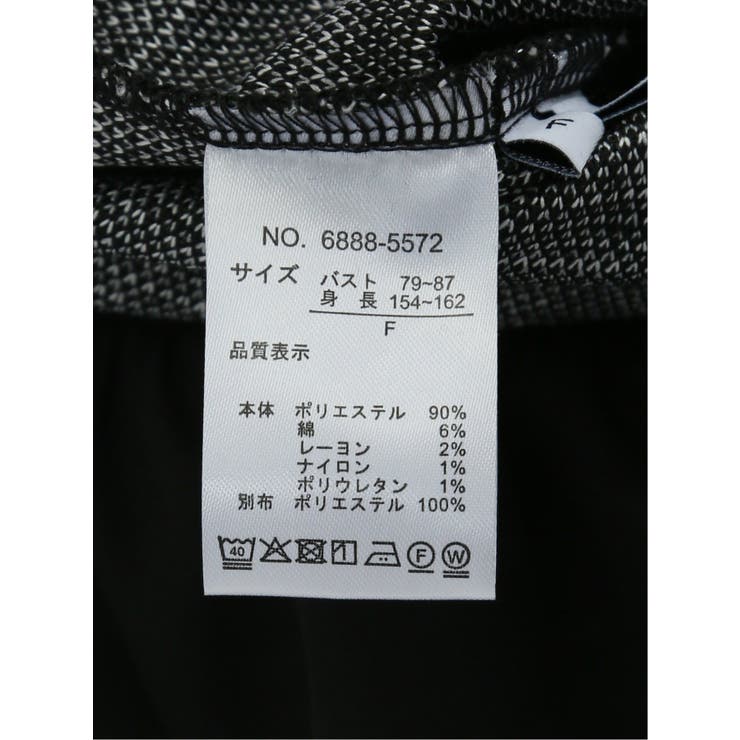 NO. 6888-5572
サイズ バスト 79~87
身 長 154~162
F
品質表示
本体 ポリエステル 90%
綿 6%
レーヨン 2%
ナイロン 1%
ポリウレタン 1%
別布 ポリエステル 100%
40 F W
F